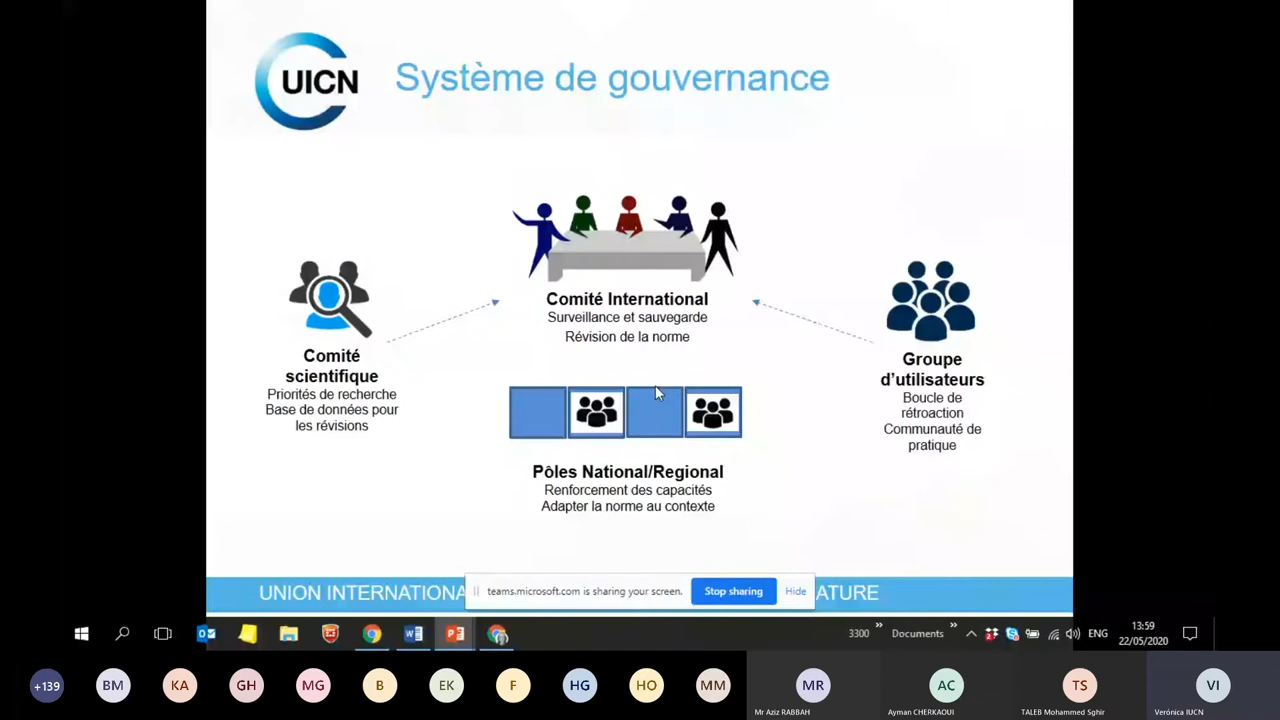 UICN
Système de gouvernance
Comité International
Surveillance et sauvegarde
Révision de la norme
Comité
scientifique
Priorités de recherche
Base de données pour
les révisions
Groupe
d'utilisateurs
Boucle de
rétroaction
Communauté de
pratique
Pôles National/Regional
Renforcement des capacités
Adapter la norme au contexte
UNION INTERNATIONA
ATURE
teams.microsoft.com is sharing your screen.
Stop sharing
Hide
3300
Documents
ENG
13:59
22/05/2020
+139
BM
KA
GH
MG
B
EK
F
HG
HO
MM
MR
AC
TS
VI
Mr Aziz RABBAH
Ayman CHERKAOUI
TALEB Mohammed Sghir
Verónica IUCN